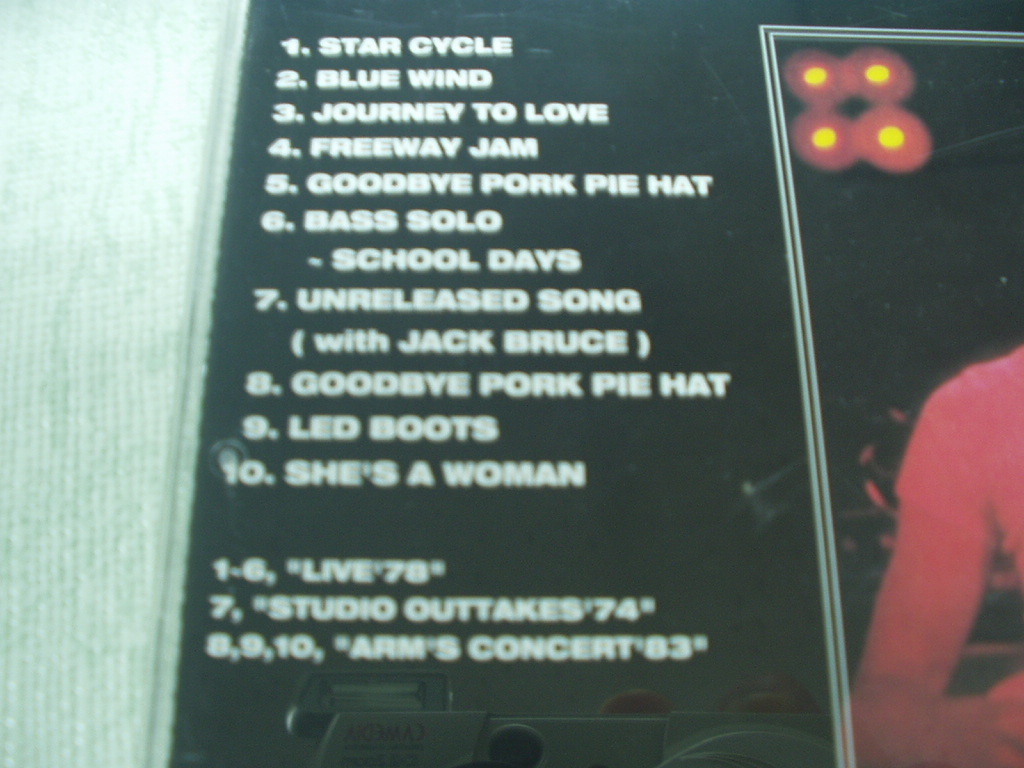 1. STAR CYCLE
2. BLUE WIND
3. JOURNEY TO LOVE
4. FREEWAY JAM
5. GOODBYE PORK PIE HAT
6. BASS SOLO
~ SCHOOL DAYS
7. UNRELEASED SONG
( with JACK BRUCE )
8. GOODBYE PORK PIE HAT
9. LED BOOTS
10. SHE'S A WOMAN
1-6, "LIVE'78"
7, "STUDIO OUTTAKES'74"
8,9,10, "ARM'S CONCERT'83"
CAMEDIA